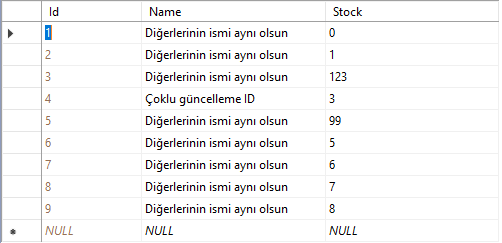 Id Name Stock
1 Diğerlerinin ismi aynı olsun 0
2 Diğerlerinin ismi aynı olsun 1
3 Diğerlerinin ismi aynı olsun 123
4 Çoklu güncelleme ID 3
5 Diğerlerinin ismi aynı olsun 99
6 Diğerlerinin ismi aynı olsun 5
7 Diğerlerinin ismi aynı olsun 6
8 Diğerlerinin ismi aynı olsun 7
9 Diğerlerinin ismi aynı olsun 8
NULL NULL NULL